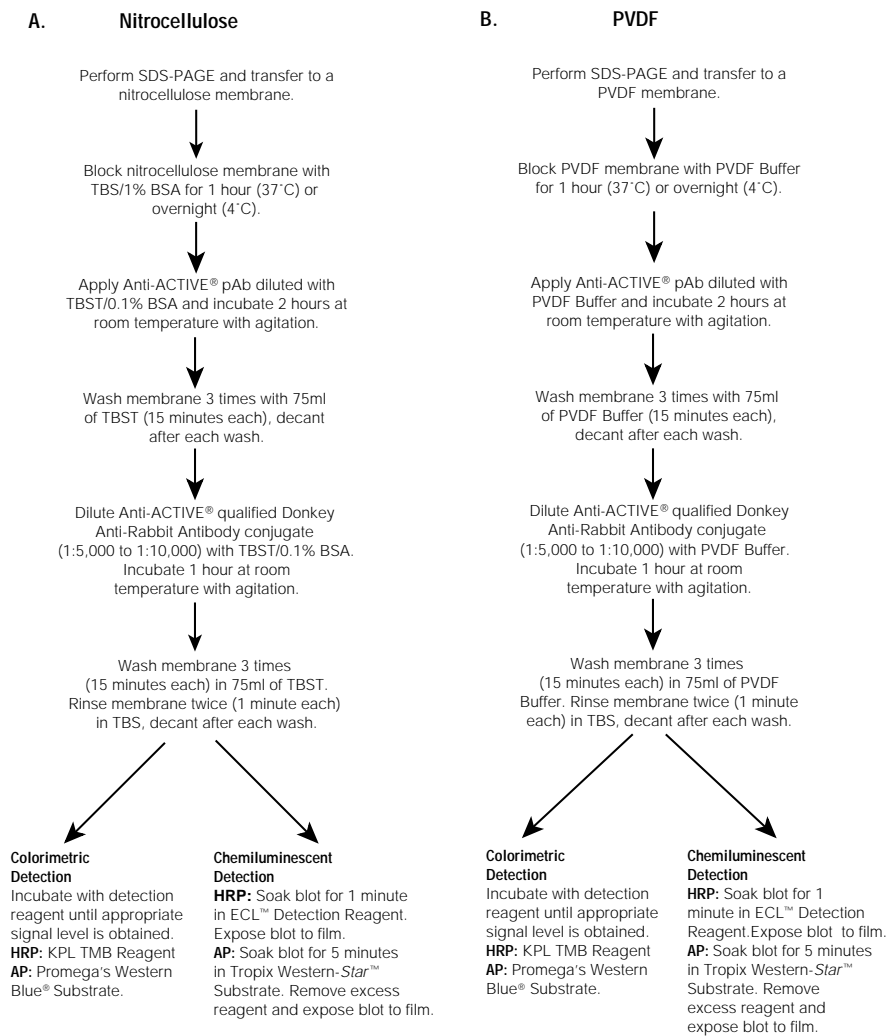 A. Nitrocellulose
Perform SDS-PAGE and transfer to a
nitrocellulose membrane.
Block nitrocellulose membrane with
TBS/1% BSA for 1 hour (37˚C) or
overnight (4˚C).
Apply Anti-ACTIVE® pAb diluted with
TBST/0.1% BSA and incubate 2 hours at
room temperature with agitation.
Wash membrane 3 times with 75ml
of TBST (15 minutes each), decant
after each wash.
Dilute Anti-ACTIVE® qualified Donkey
Anti-Rabbit Antibody conjugate
(1:5,000 to 1:10,000) with TBST/0.1% BSA.
Incubate 1 hour at room
temperature with agitation.
Wash membrane 3 times
(15 minutes each) in 75ml of TBST.
Rinse membrane twice (1 minute each)
in TBS, decant after each wash.
Colorimetric
Detection
Incubate with detection
reagent until appropriate
signal level is obtained.
HRP: KPL TMB Reagent
AP: Promega's Western
Blue® Substrate.
Chemiluminescent
Detection
HRP: Soak blot for 1 minute
in ECL™ Detection Reagent.
Expose blot to film.
AP: Soak blot for 5 minutes
in Tropix Western-Star™
Substrate. Remove excess
reagent and expose blot to film.
B. PVDF
Perform SDS-PAGE and transfer to a
PVDF membrane.
Block PVDF membrane with PVDF Buffer
for 1 hour (37˚C) or overnight (4˚C).
Apply Anti-ACTIVE® pAb diluted with
PVDF Buffer and incubate 2 hours at
room temperature with agitation.
Wash membrane 3 times with 75ml
of PVDF Buffer (15 minutes each),
decant after each wash.
Dilute Anti-ACTIVE® qualified Donkey
Anti-Rabbit Antibody conjugate
(1:5,000 to 1:10,000) with PVDF Buffer.
Incubate 1 hour at room
temperature with agitation.
Wash membrane 3 times
(15 minutes each) in 75ml of PVDF
Buffer. Rinse membrane twice (1 minute
each) in TBS, decant after each wash.
Colorimetric
Detection
Incubate with detection
reagent until appropriate
signal level is obtained.
HRP: KPL TMB Reagent
AP: Promega's Western
Blue® Substrate.
Chemiluminescent
Detection
HRP: Soak blot for 1
minute in ECL™ Detection
Reagent.Expose blot to film.
AP: Soak blot for 5 minutes
in Tropix Western-Star™
Substrate. Remove
excess reagent and
expose blot to film.